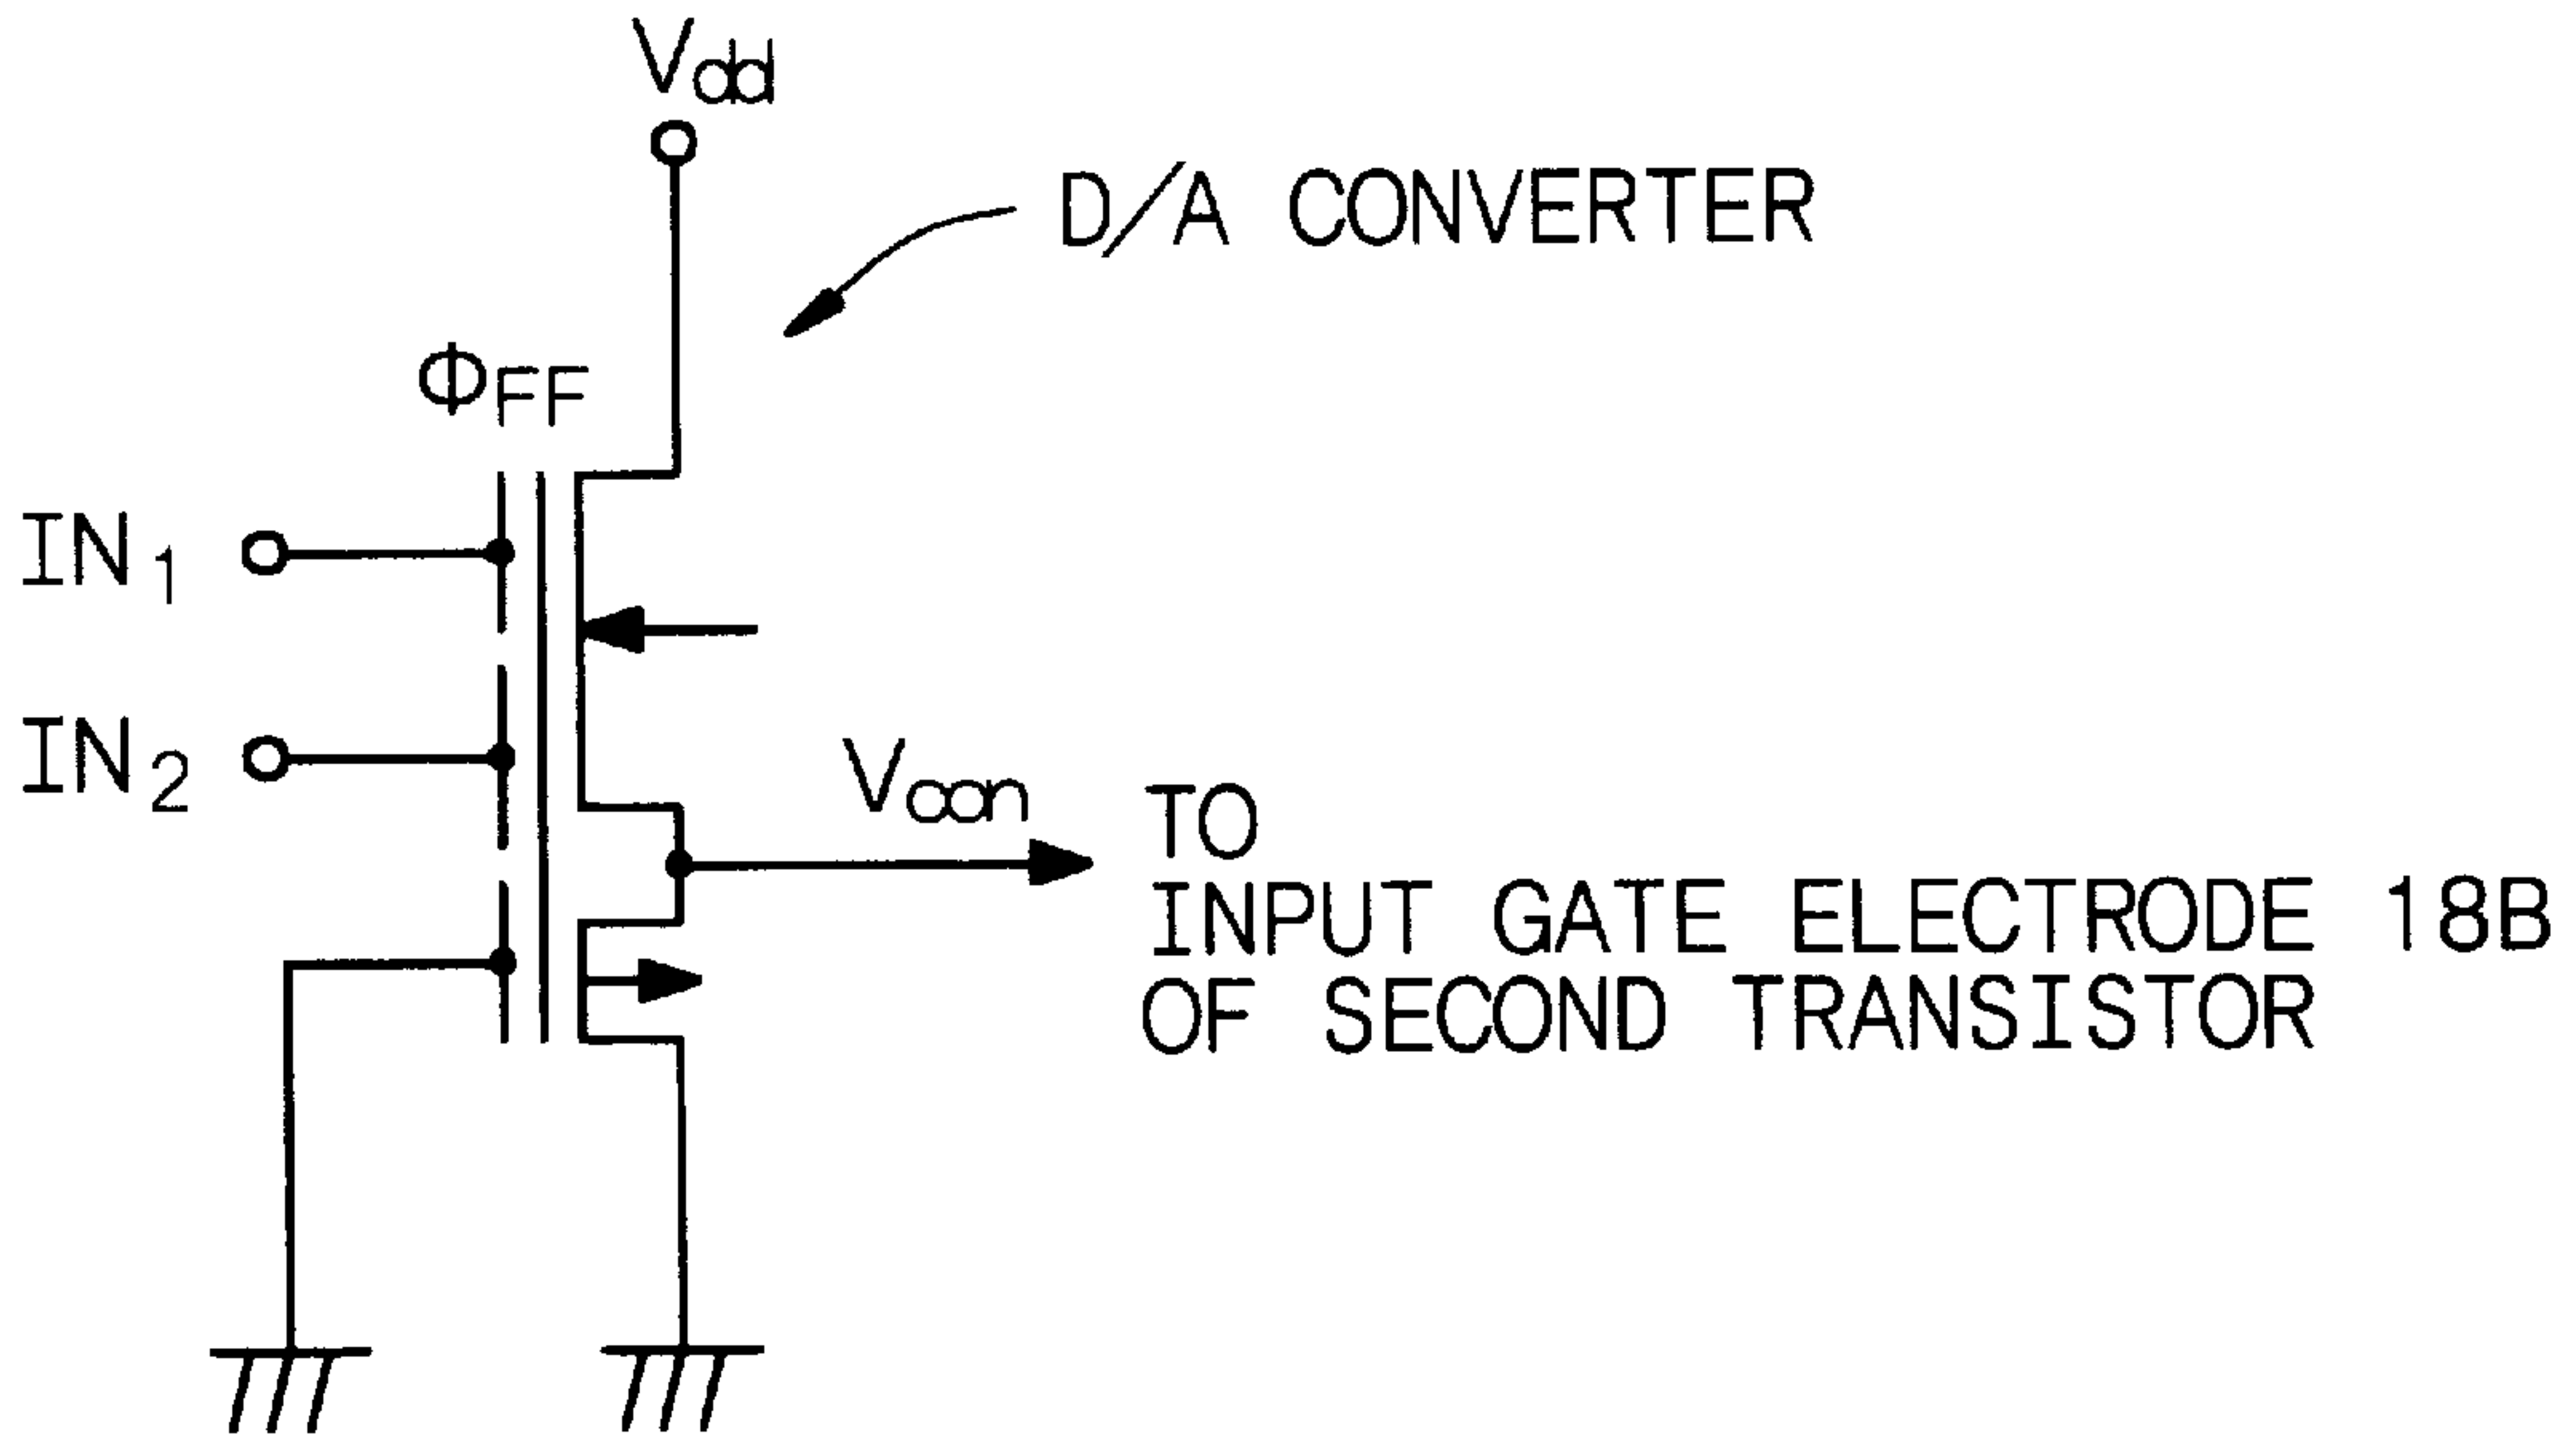 Vdd
D/A CONVERTER
ΦFF
IN1
IN2
Vcon
TO
INPUT GATE ELECTRODE 18B
OF SECOND TRANSISTOR